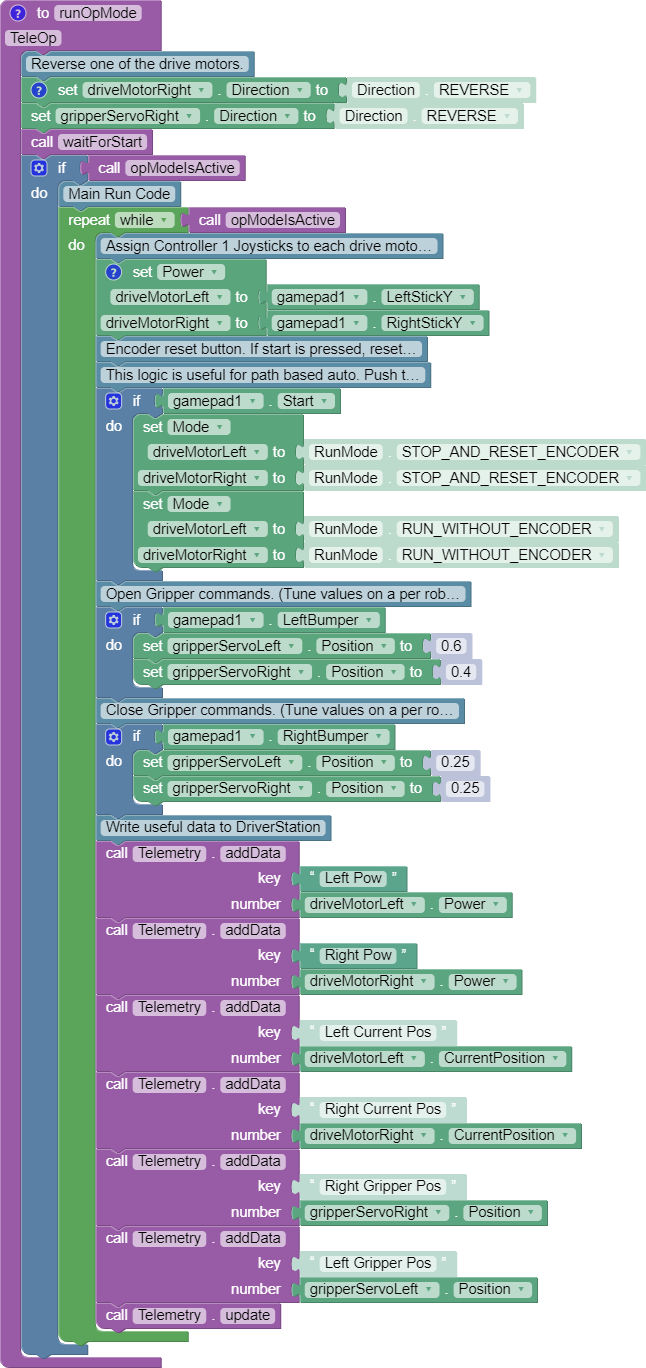 ? to runOpMode
TeleOp
Reverse one of the drive motors.
? set driveMotorRight . Direction to Direction . REVERSE
set gripperServoRight . Direction to Direction . REVERSE
call waitForStart
if call opModeIsActive
do Main Run Code
repeat while call opModeIsActive
do Assign Controller 1 Joysticks to each drive moto…
? set Power
driveMotorLeft to gamepad1 . LeftStickY
driveMotorRight to gamepad1 . RightStickY
Encoder reset button. If start is pressed, reset…
This logic is useful for path based auto. Push t…
if gamepad1 . Start
do set Mode
driveMotorLeft to RunMode . STOP_AND_RESET_ENCODER
driveMotorRight to RunMode . STOP_AND_RESET_ENCODER
set Mode
driveMotorLeft to RunMode . RUN_WITHOUT_ENCODER
driveMotorRight to RunMode . RUN_WITHOUT_ENCODER
Open Gripper commands. (Tune values on a per rob…
if gamepad1 . LeftBumper
do set gripperServoLeft . Position to 0.6
set gripperServoRight . Position to 0.4
Close Gripper commands. (Tune values on a per ro…
if gamepad1 . RightBumper
do set gripperServoLeft . Position to 0.25
set gripperServoRight . Position to 0.25
Write useful data to DriverStation
call Telemetry . addData
key “ Left Pow ”
number driveMotorLeft . Power
call Telemetry . addData
key “ Right Pow ”
number driveMotorRight . Power
call Telemetry . addData
key “ Left Current Pos ”
number driveMotorLeft . CurrentPosition
call Telemetry . addData
key “ Right Current Pos ”
number driveMotorRight . CurrentPosition
call Telemetry . addData
key “ Right Gripper Pos ”
number gripperServoRight . Position
call Telemetry . addData
key “ Left Gripper Pos ”
number gripperServoLeft . Position
call Telemetry . update